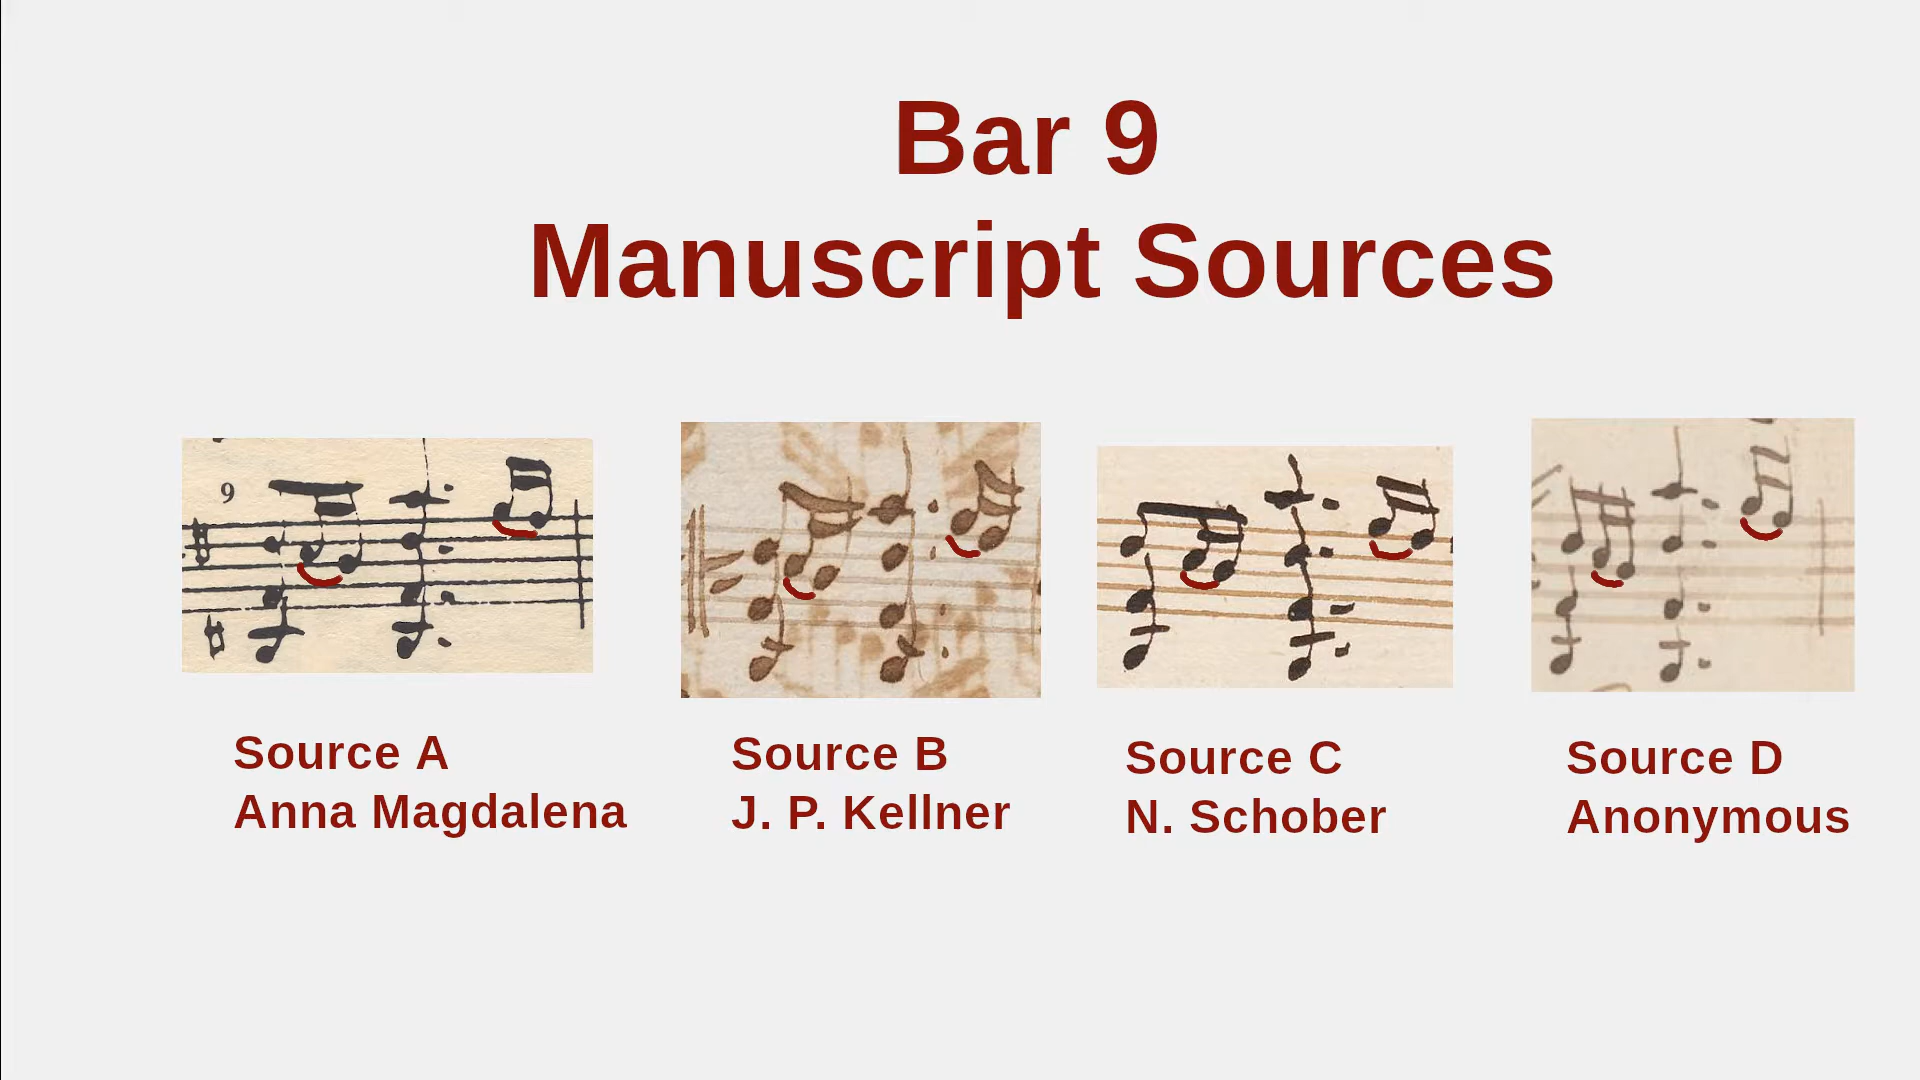 Bar 9
Manuscript Sources
9
Source A
Anna Magdalena
Source B
J. P. Kellner
Source C
N. Schober
Source D
Anonymous